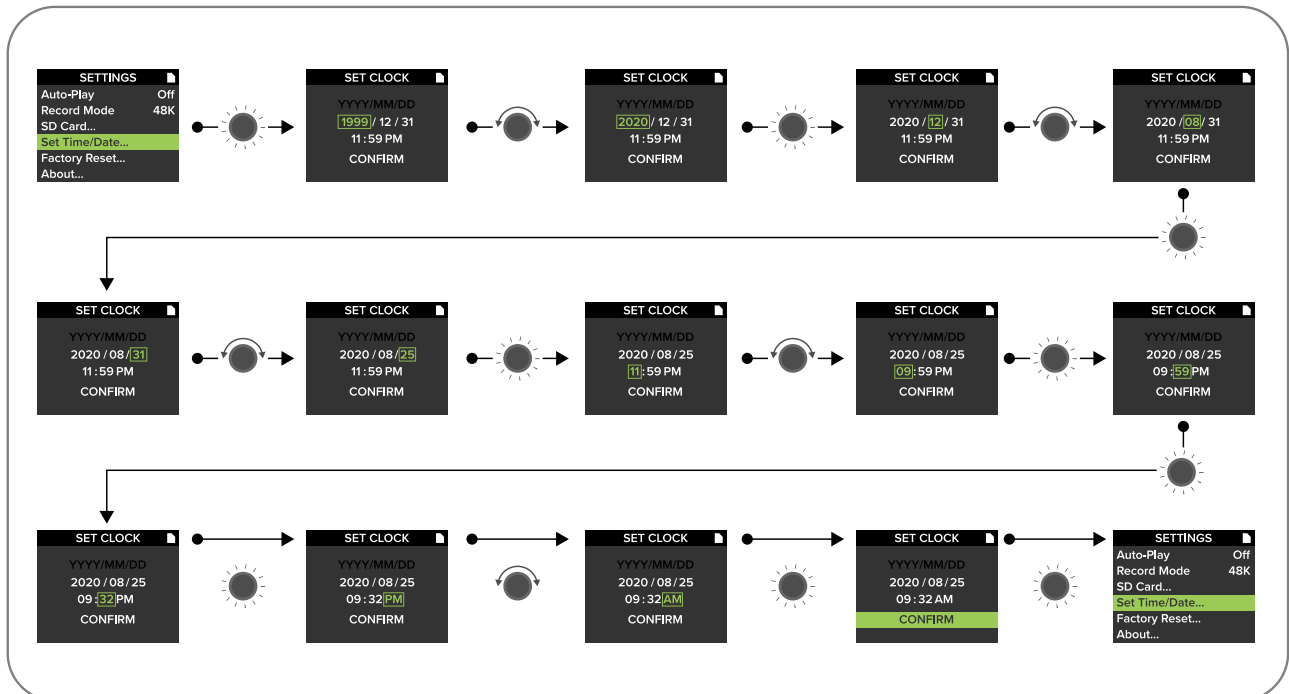 SETTINGS
Auto-Play Off
Record Mode 48K
SD Card...
Set Time/Date...
Factory Reset...
About...
SET CLOCK
YYYY/MM/DD
1999 / 12 / 31
11 : 59 PM
CONFIRM
SET CLOCK
YYYY/MM/DD
2020 / 12 / 31
11 : 59 PM
CONFIRM
SET CLOCK
YYYY/MM/DD
2020 / 12 / 31
11 : 59 PM
CONFIRM
SET CLOCK
YYYY/MM/DD
2020 / 08 / 31
11 : 59 PM
CONFIRM
SET CLOCK
YYYY/MM/DD
2020 / 08 / 31
11 : 59 PM
CONFIRM
SET CLOCK
YYYY/MM/DD
2020 / 08 / 25
11 : 59 PM
CONFIRM
SET CLOCK
YYYY/MM/DD
2020 / 08 / 25
11 : 59 PM
CONFIRM
SET CLOCK
YYYY/MM/DD
2020 / 08 / 25
09 : 59 PM
CONFIRM
SET CLOCK
YYYY/MM/DD
2020 / 08 / 25
09 : 59 PM
CONFIRM
SET CLOCK
YYYY/MM/DD
2020 / 08 / 25
09 : 32 PM
CONFIRM
SET CLOCK
YYYY/MM/DD
2020 / 08 / 25
09 : 32 PM
CONFIRM
SET CLOCK
YYYY/MM/DD
2020 / 08 / 25
09 : 32 AM
CONFIRM
SET CLOCK
YYYY/MM/DD
2020 / 08 / 25
09 : 32 AM
CONFIRM
SETTINGS
Auto-Play Off
Record Mode 48K
SD Card...
Set Time/Date...
Factory Reset...
About...